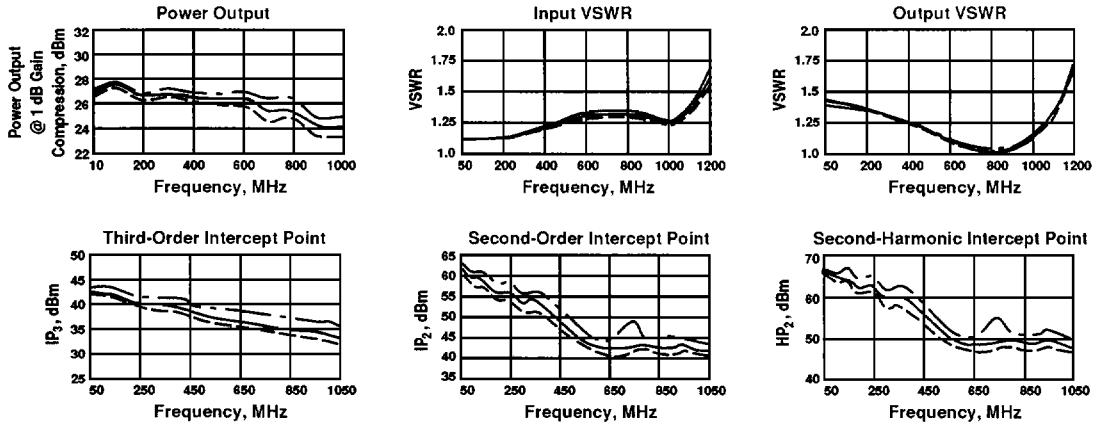 Power Output
Power Output
@ 1 dB Gain
Compression, dBm
32
30
28
26
24
22
10 200 400 600 800 1000
Frequency, MHz
Input VSWR
VSWR
2.0
1.75
1.5
1.25
1.0
50 200 400 600 800 1000 1200
Frequency, MHz
Output VSWR
VSWR
2.0
1.75
1.5
1.25
1.0
50 200 400 600 800 1000 1200
Frequency, MHz
Third-Order Intercept Point
IP3, dBm
50
45
40
35
30
25
50 250 450 650 850 1050
Frequency, MHz
Second-Order Intercept Point
IP2, dBm
65
60
55
50
45
40
35
50 250 450 650 850 1050
Frequency, MHz
Second-Harmonic Intercept Point
HP2, dBm
70
60
50
40
50 250 450 650 850 1050
Frequency, MHz